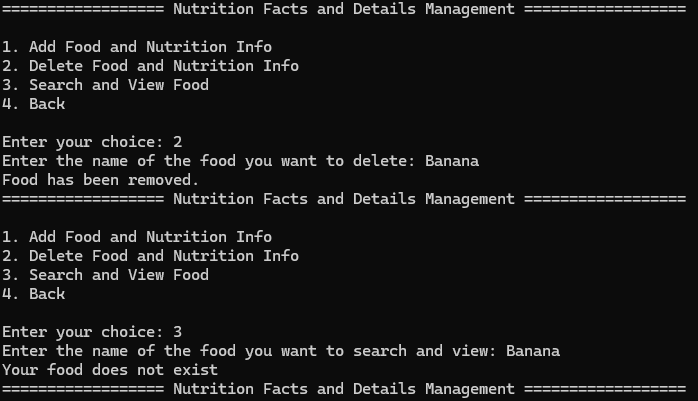 ================== Nutrition Facts and Details Management ==================
1. Add Food and Nutrition Info
2. Delete Food and Nutrition Info
3. Search and View Food
4. Back
Enter your choice: 2
Enter the name of the food you want to delete: Banana
Food has been removed.
================== Nutrition Facts and Details Management ==================
1. Add Food and Nutrition Info
2. Delete Food and Nutrition Info
3. Search and View Food
4. Back
Enter your choice: 3
Enter the name of the food you want to search and view: Banana
Your food does not exist
================== Nutrition Facts and Details Management ==================